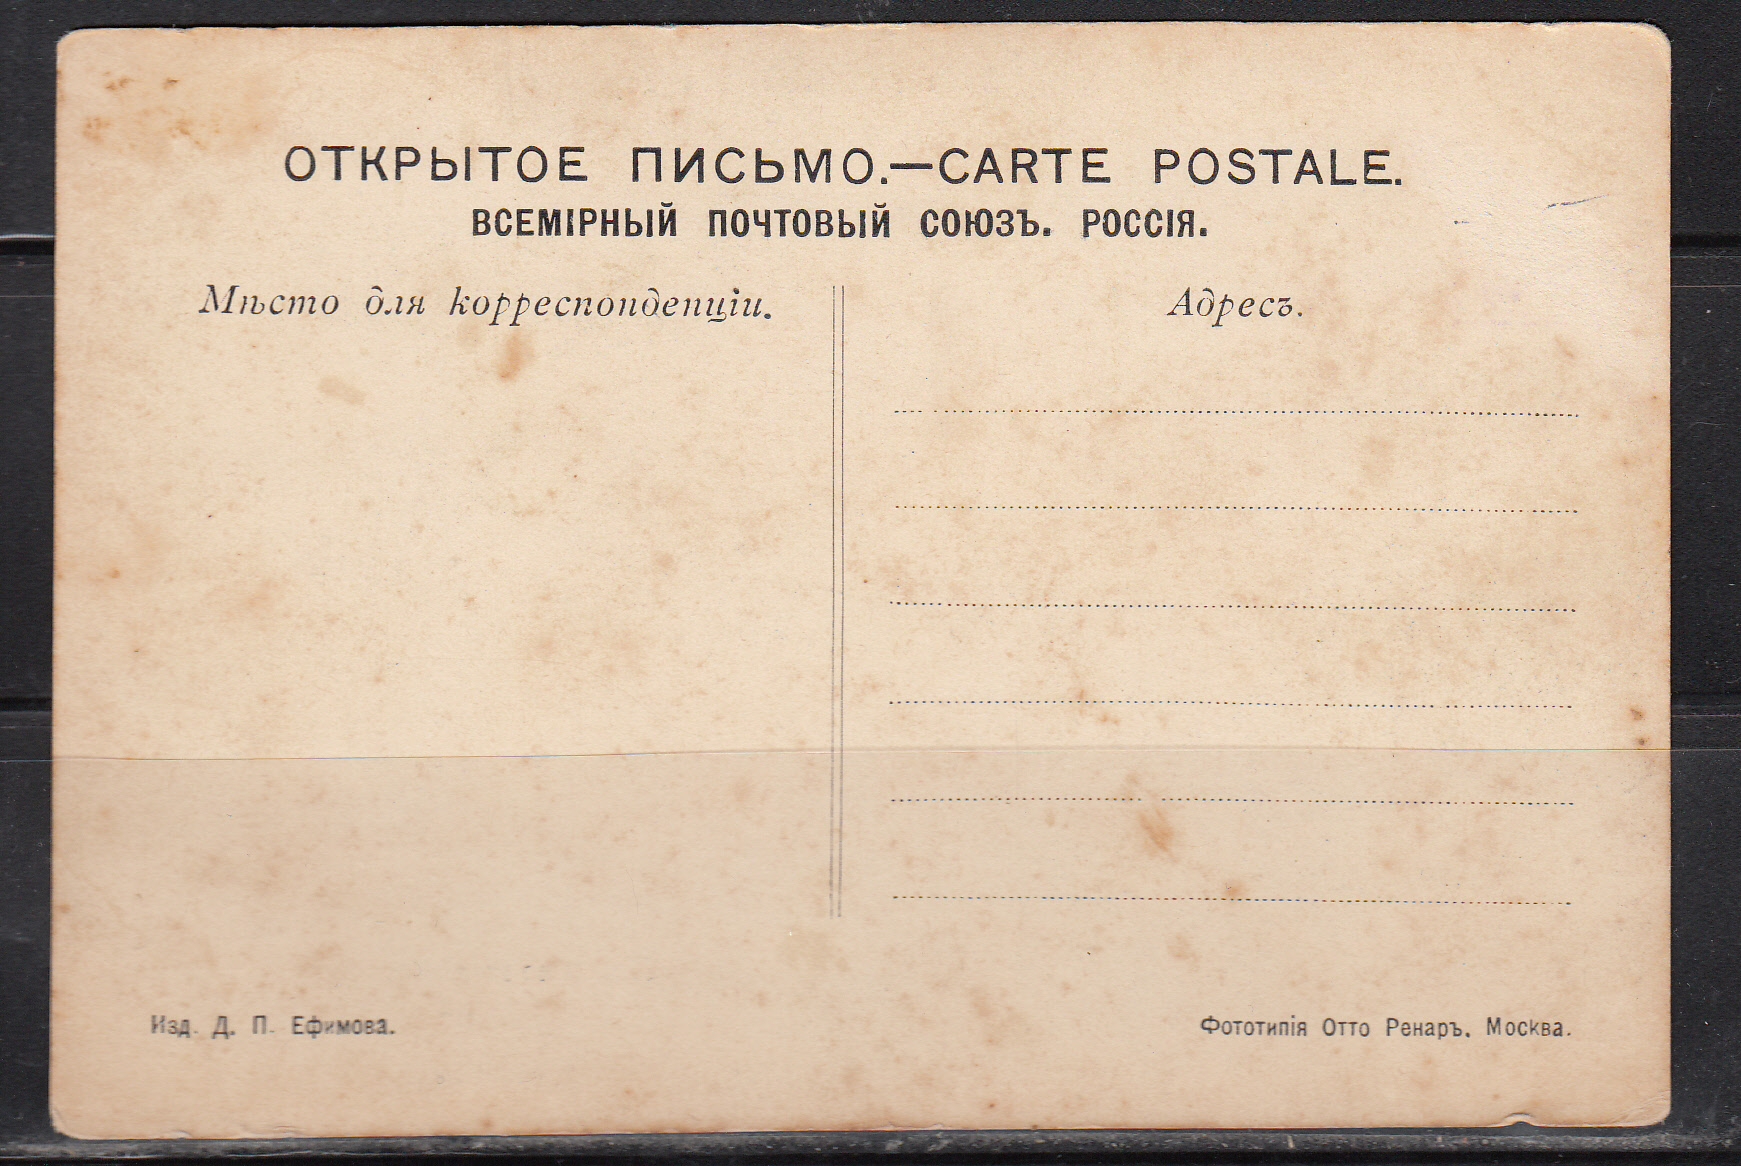 ОТКРЫТОЕ ПИСЬМО.—CARTE POSTALE.
ВСЕМІРНЫЙ ПОЧТОВЫЙ СОЮЗЪ. РОССІЯ.
Мѣсто для корреспонденціи.
Адресъ.
Изд. Д. П. Ефимова.
Фототипія Отто Ренаръ. Москва.